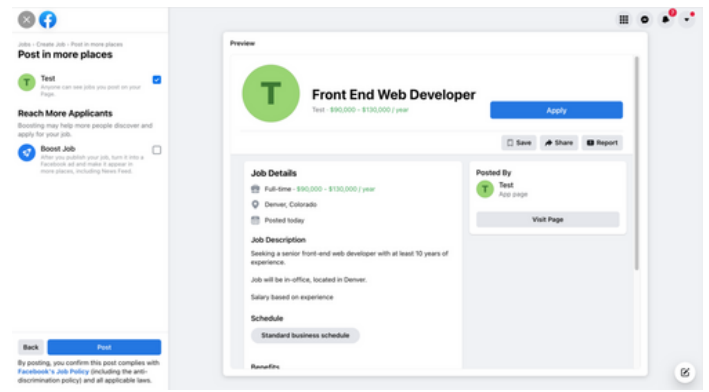 Jobs › Create Job › Post in more places
Post in more places
T
Test
Anyone can see jobs you post on your
Page.
Reach More Applicants
Boosting may help more people discover and
apply for your job.
Boost Job
After you publish your job, turn it into a
Facebook ad and make it appear in
more places, including News Feed.
Back
Post
By posting, you confirm this post complies with
Facebook's Job Policy (including the anti-
discrimination policy) and all applicable laws.
Preview
T
Front End Web Developer
Test · $90,000 - $130,000 / year
Apply
Save
Share
Report
Job Details
Full-time · $90,000 - $130,000 / year
Denver, Colorado
Posted today
Job Description
Seeking a senior front-end web developer with at least 10 years of
experience.
Job will be in-office, located in Denver.
Salary based on experience
Schedule
Standard business schedule
Benefits
Posted By
T
Test
App page
Visit Page